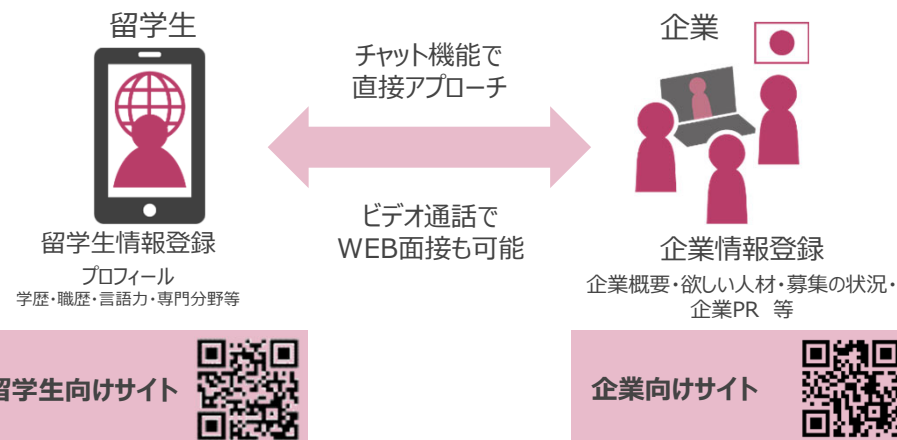 留学生
企業
チャット機能で
直接アプローチ
ビデオ通話で
WEB面接も可能
留学生情報登録
プロフィール
学歴・職歴・言語力・専門分野等
企業情報登録
企業概要・欲しい人材・募集の状況・
企業PR 等
留学生向けサイト
企業向けサイト